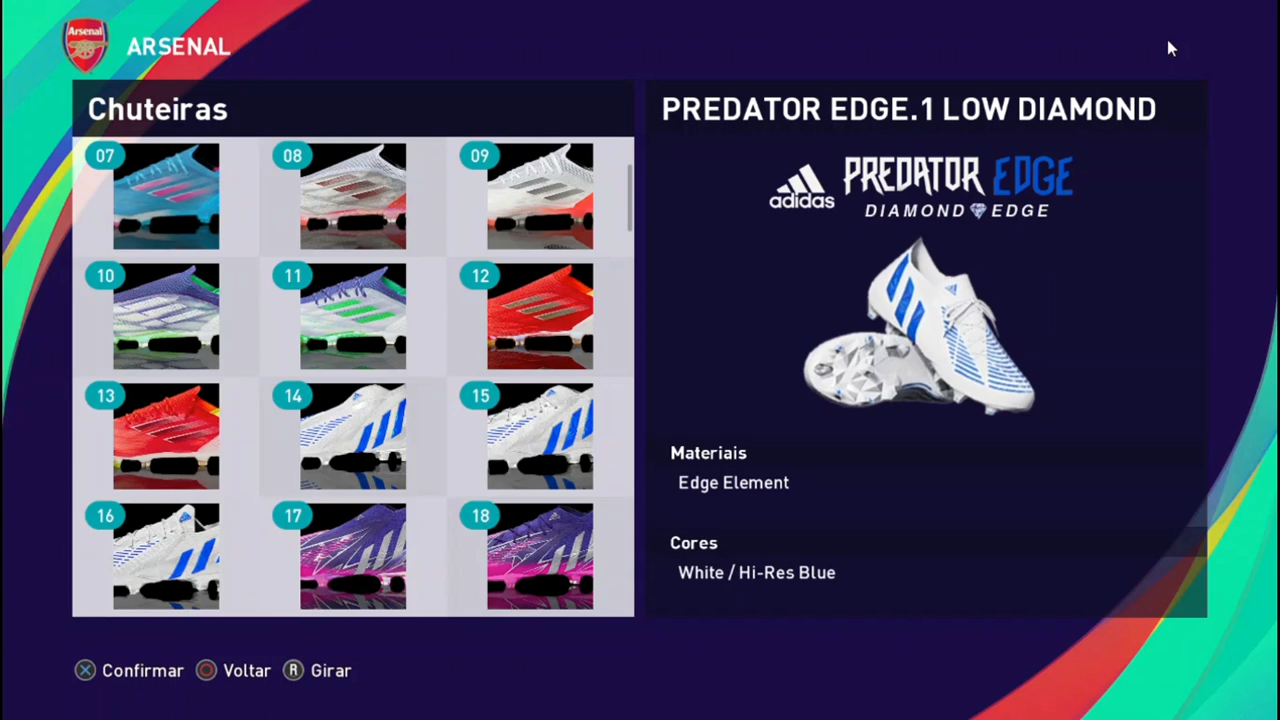 Arsenal
ARSENAL
Chuteiras
07
08
09
10
11
12
13
14
15
16
17
18
PREDATOR EDGE.1 LOW DIAMOND
adidas
PREDATOR EDGE
DIAMOND EDGE
Materiais
Edge Element
Cores
White / Hi-Res Blue
Confirmar
Voltar
R Girar